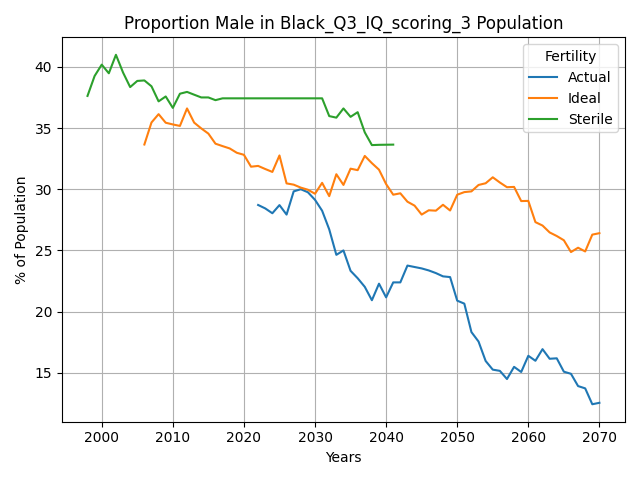 Proportion Male in Black_Q3_IQ_scoring_3 Population
Fertility
Actual
Ideal
Sterile
% of Population
40
35
30
25
20
15
2000 2010 2020 2030 2040 2050 2060 2070
Years